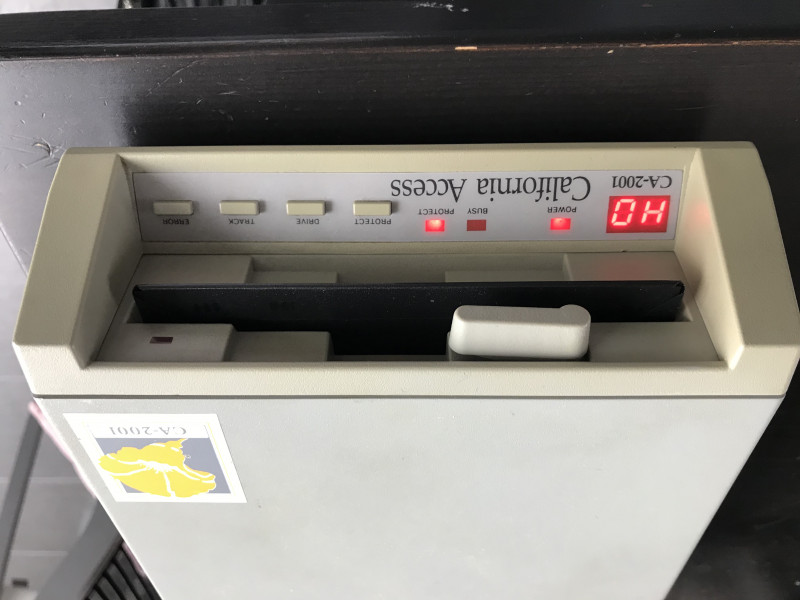 CA-2001
H0
POWER BUSY PROTECT
PROTECT DRIVE TRACK ERROR
CA-2001 California Access